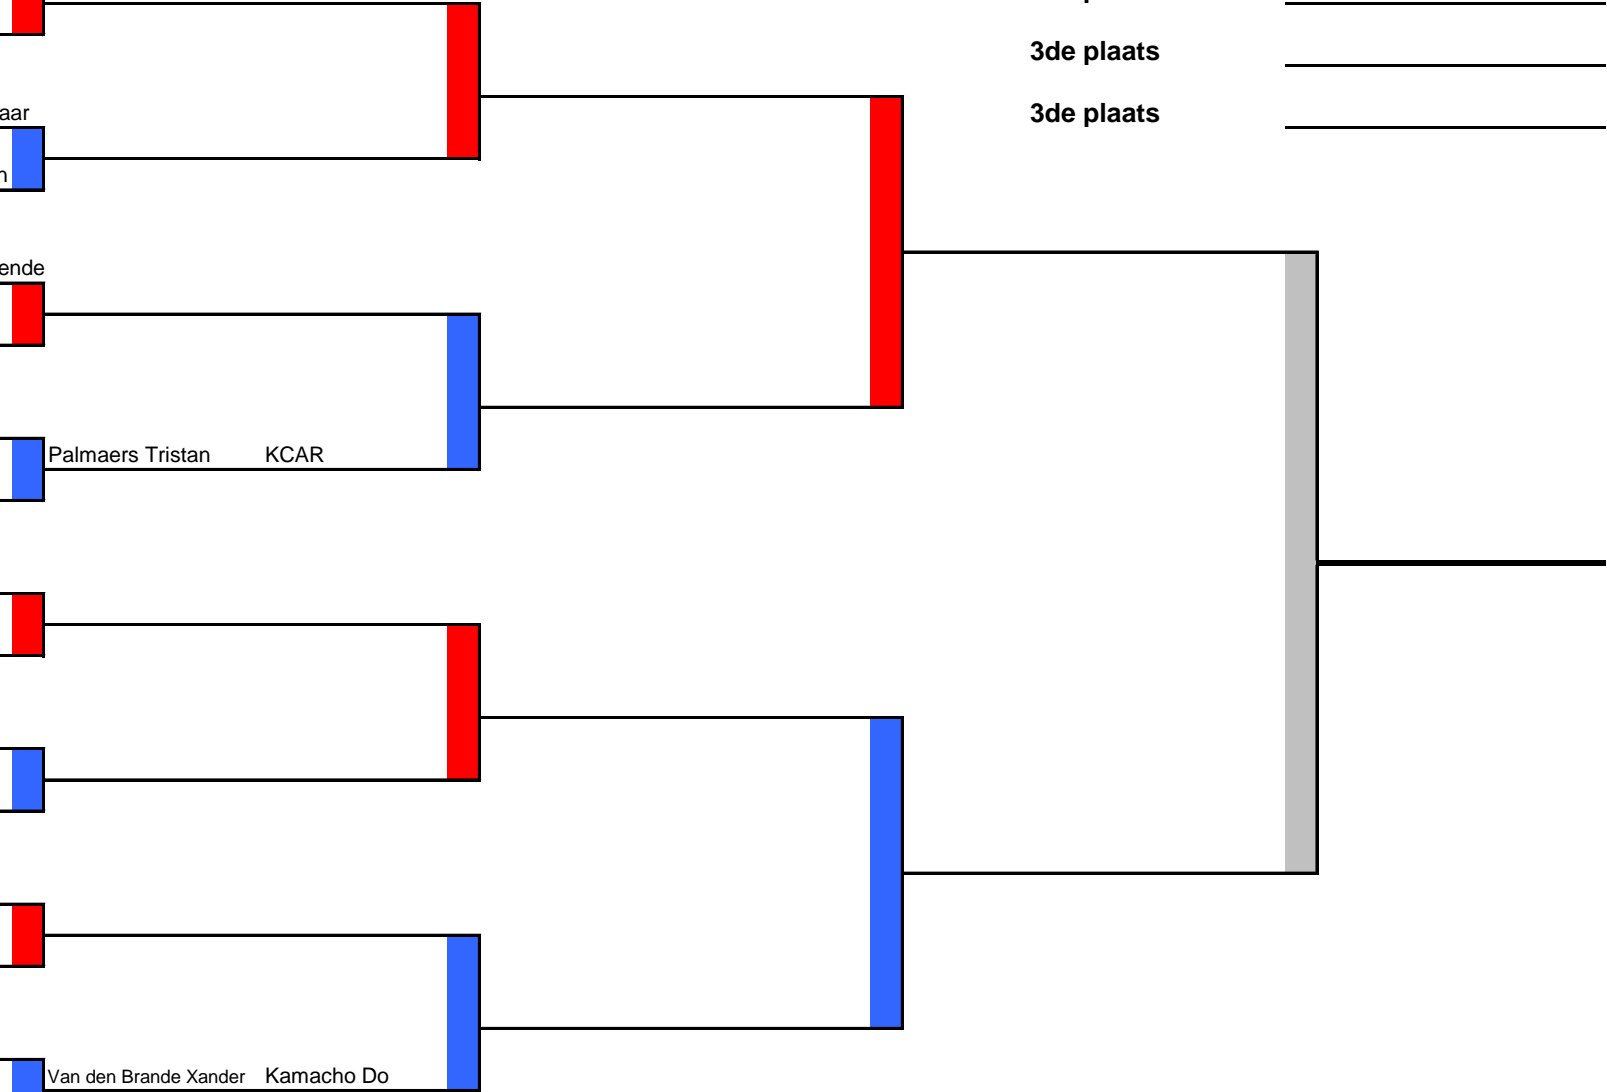 3de plaats
aar
3de plaats
n
ende
Palmaers Tristan KCAR
Van den Brande Xander Kamacho Do